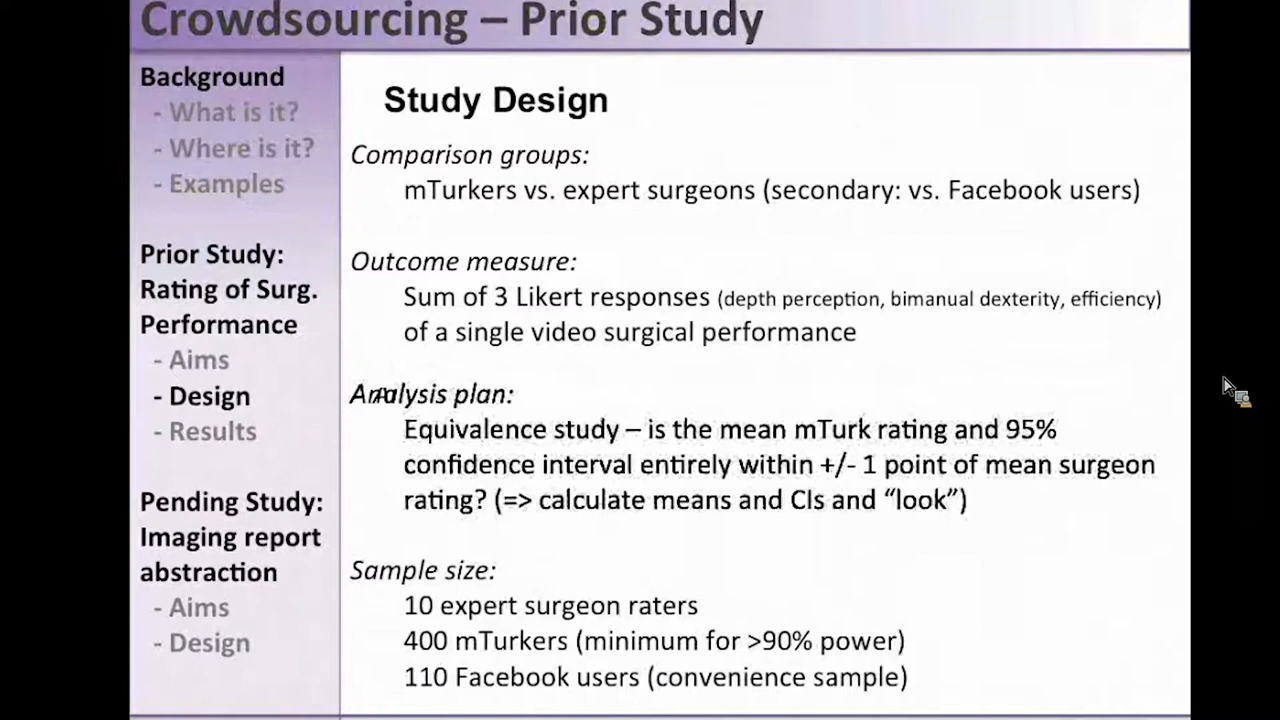 Crowdsourcing – Prior Study
Background
- What is it?
- Where is it?
- Examples
Prior Study:
Rating of Surg.
Performance
- Aims
- Design
- Results
Pending Study:
Imaging report
abstraction
- Aims
- Design
Study Design
Comparison groups:
mTurkers vs. expert surgeons (secondary: vs. Facebook users)
Outcome measure:
Sum of 3 Likert responses (depth perception, bimanual dexterity, efficiency)
of a single video surgical performance
Analysis plan:
Equivalence study – is the mean mTurk rating and 95%
confidence interval entirely within +/- 1 point of mean surgeon
rating? (=> calculate means and CIs and “look”)
Sample size:
10 expert surgeon raters
400 mTurkers (minimum for >90% power)
110 Facebook users (convenience sample)